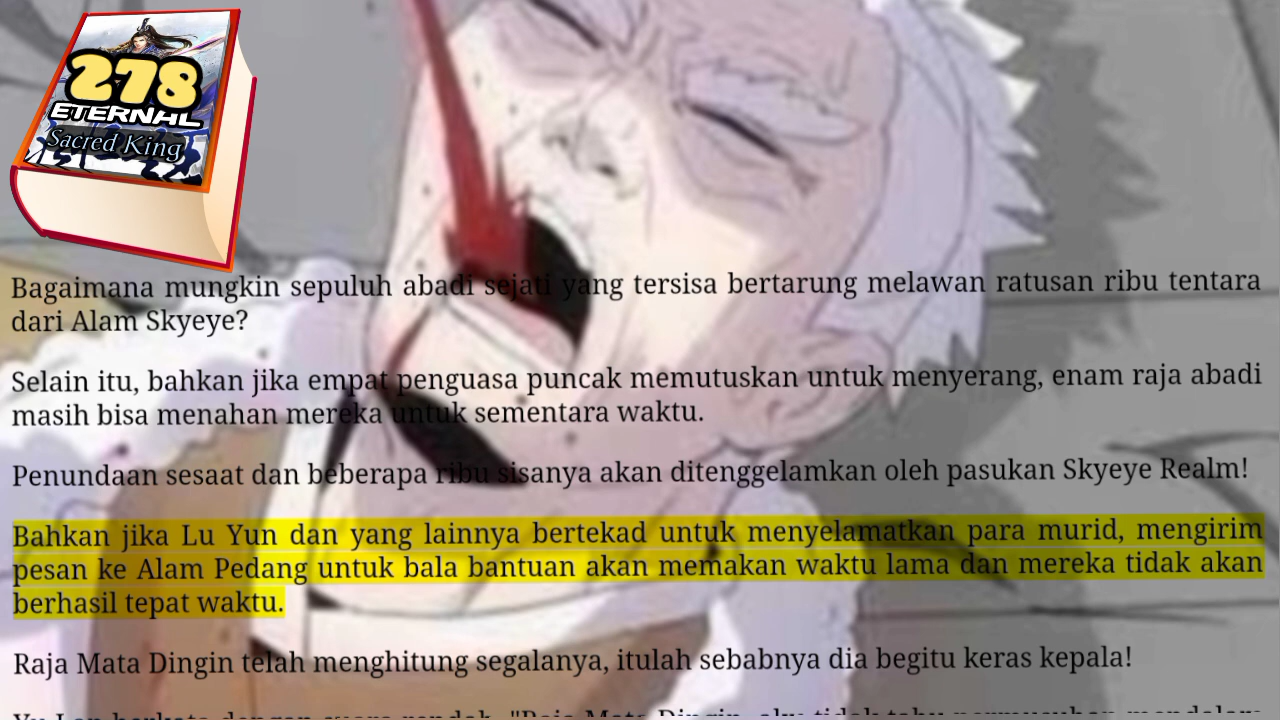 278
ETERNAL
Sacred King
Bagaimana mungkin sepuluh abadi sejati yang tersisa bertarung melawan ratusan ribu tentara
dari Alam Skyeye?
Selain itu, bahkan jika empat penguasa puncak memutuskan untuk menyerang, enam raja abadi
masih bisa menahan mereka untuk sementara waktu.
Penundaan sesaat dan beberapa ribu sisanya akan ditenggelamkan oleh pasukan Skyeye Realm!
Bahkan jika Lu Yun dan yang lainnya bertekad untuk menyelamatkan para murid, mengirim
pesan ke Alam Pedang untuk bala bantuan akan memakan waktu lama dan mereka tidak akan
berhasil tepat waktu.
Raja Mata Dingin telah menghitung segalanya, itulah sebabnya dia begitu keras kepala!